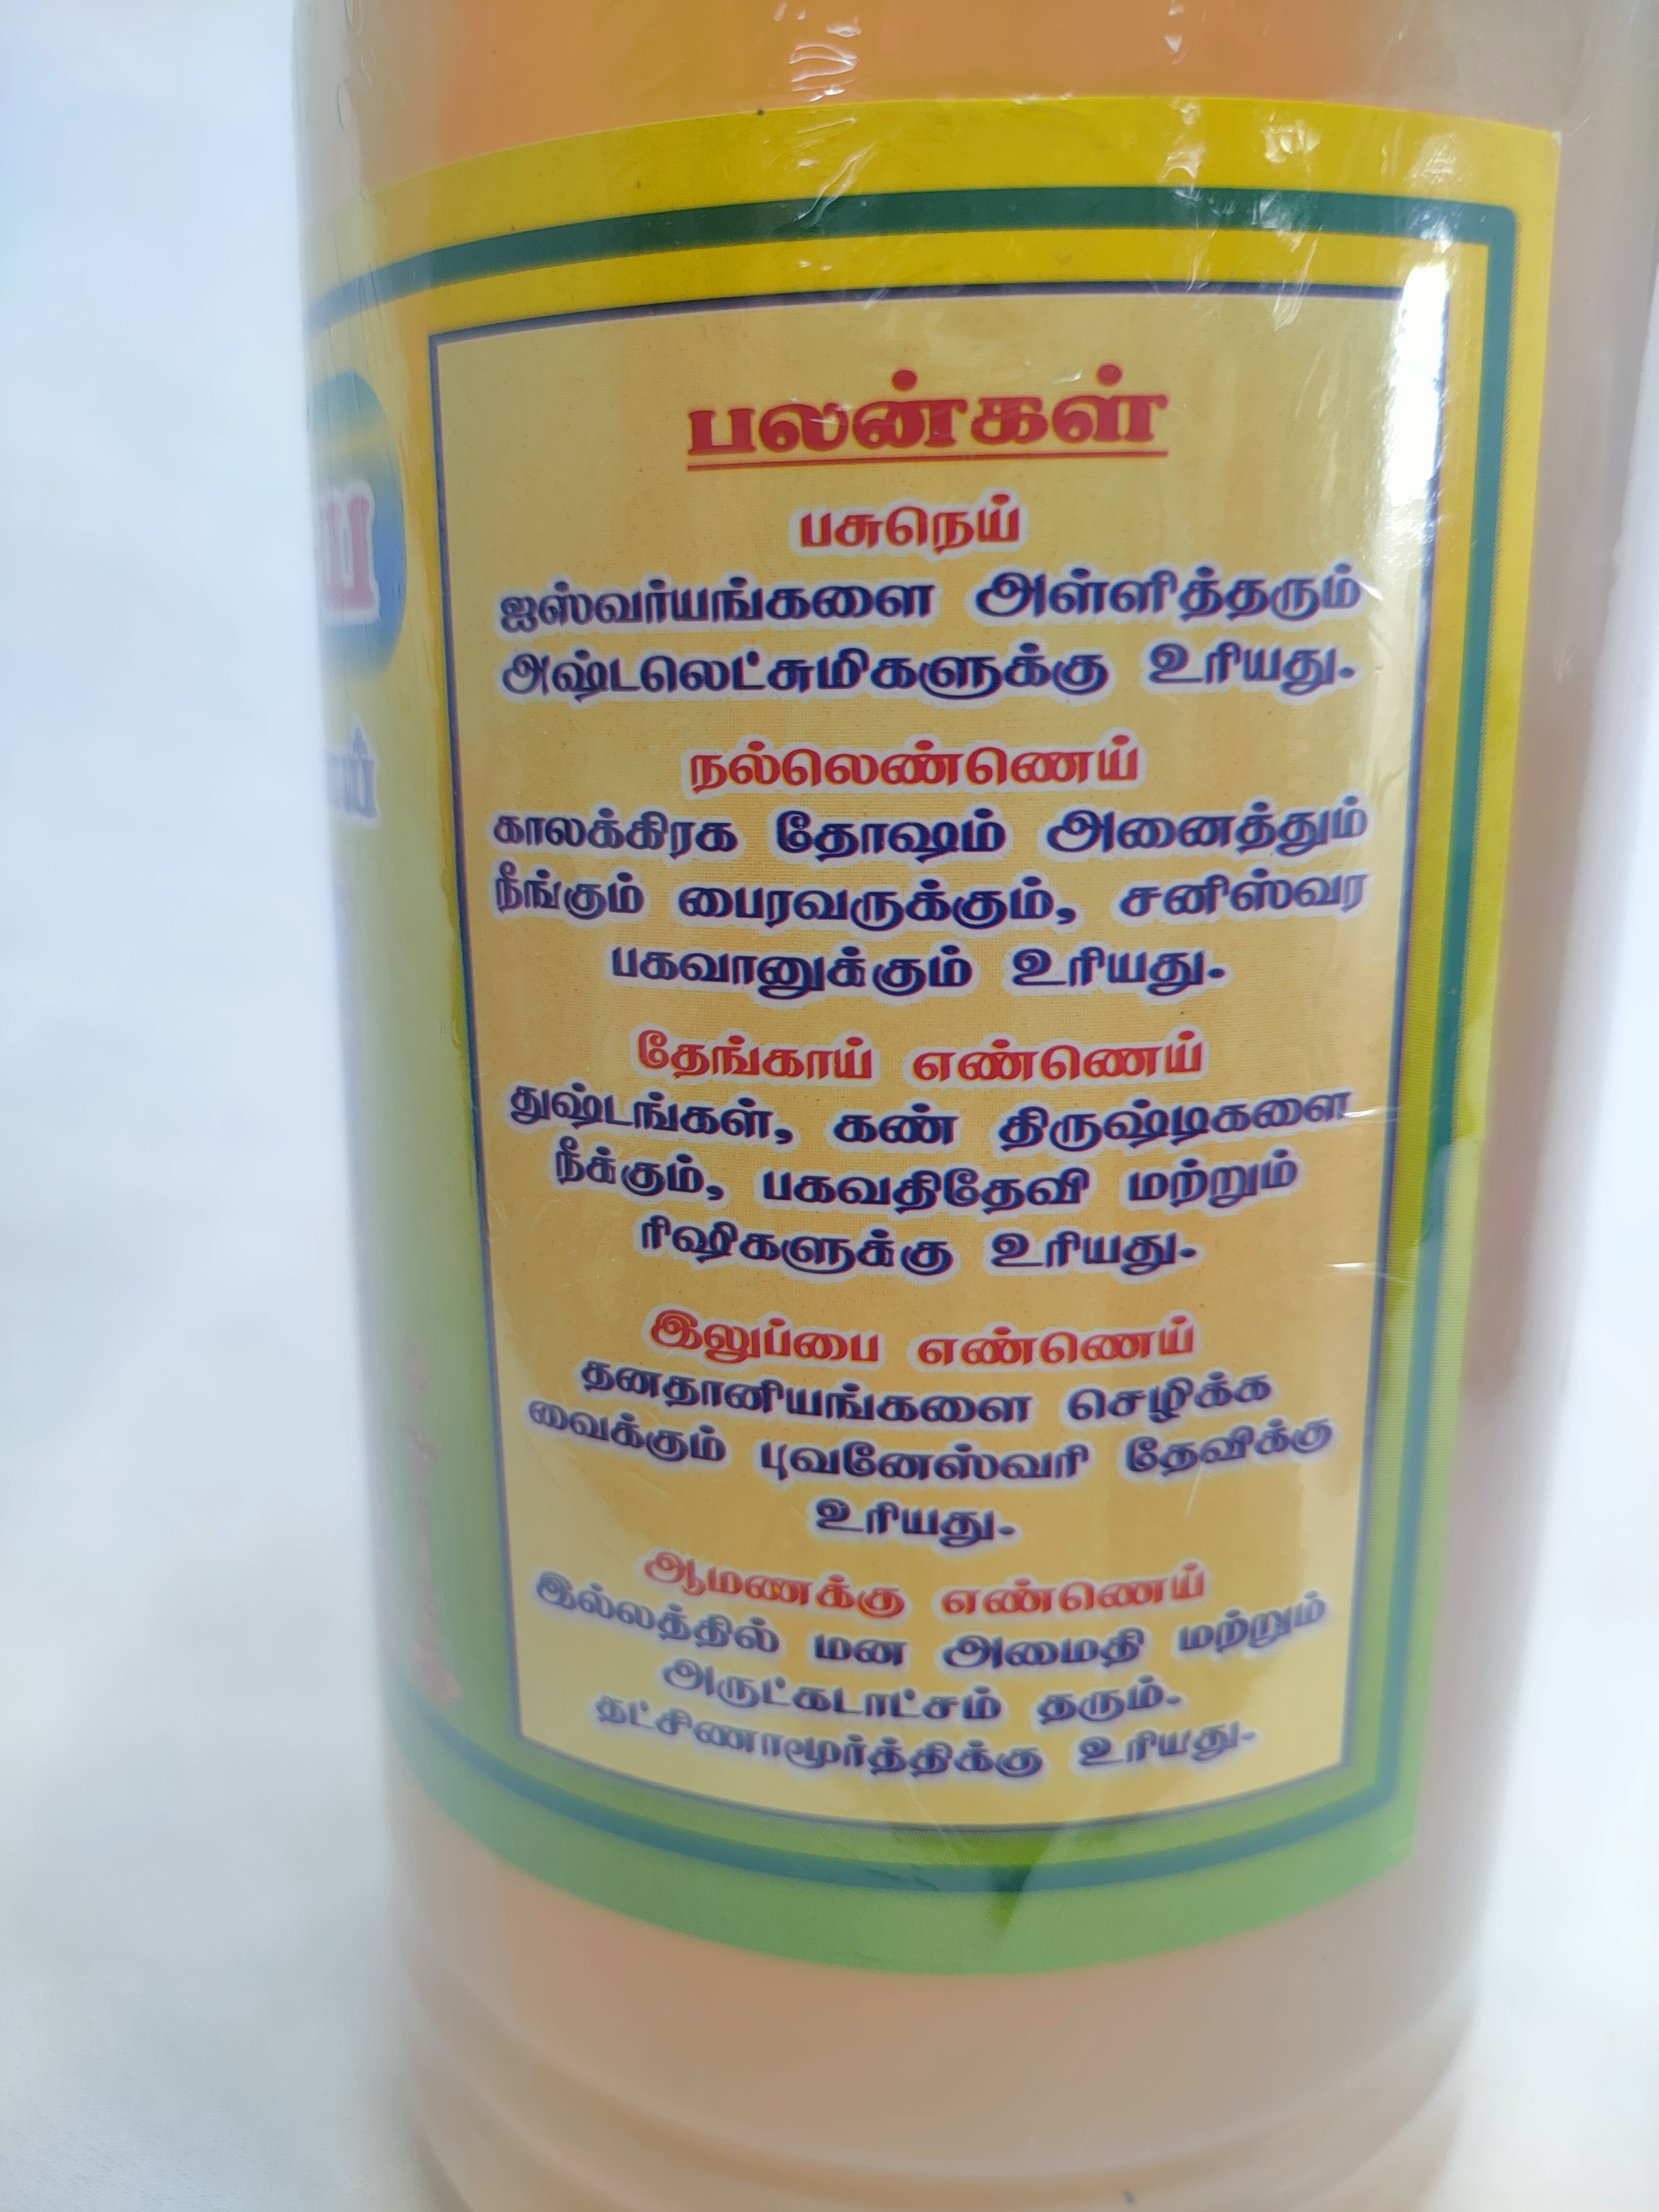 பலன்கள்
பசுநெய்
ஐஸ்வர்யங்களை அள்ளித்தரும்
அஷ்டலெட்சுமிகளுக்கு உரியது.
நல்லெண்ணெய்
காலக்கிரக தோஷம் அனைத்தும்
நீங்கும் பைரவருக்கும், சனிஸ்வர
பகவானுக்கும் உரியது.
தேங்காய் எண்ணெய்
துஷ்டங்கள், கண் திருஷ்டிகளை
நீக்கும், பகவதிதேவி மற்றும்
ரிஷிகளுக்கு உரியது.
இலுப்பை எண்ணெய்
தனதானியங்களை செழிக்க
வைக்கும் புவனேஸ்வரி தேவிக்கு
உரியது.
ஆமணக்கு எண்ணெய்
இல்லத்தில் மன அமைதி மற்றும்
அருட்கடாட்சம் தரும்.
தட்சிணாமூர்த்திக்கு உரியது.